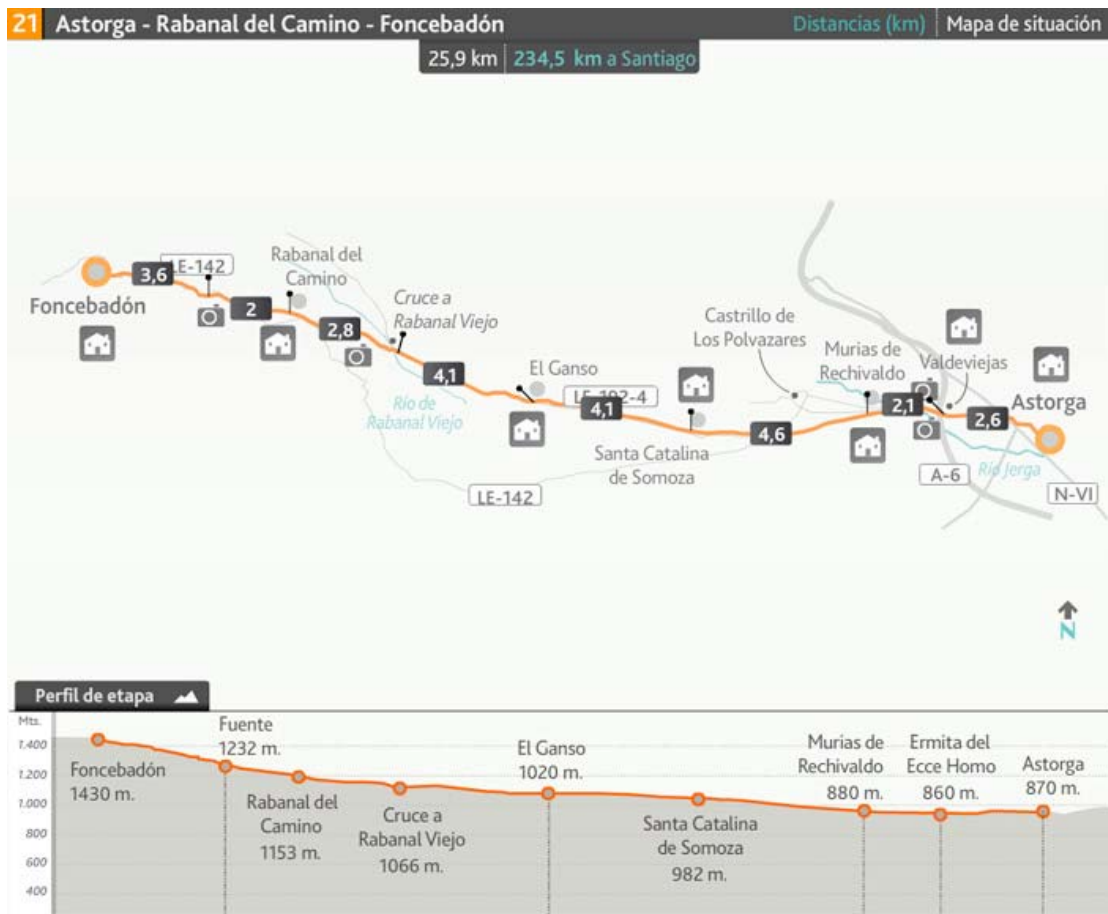 21 Astorga - Rabanal del Camino - Foncebadón
Distancias (km) Mapa de situación
25,9 km 234,5 km a Santiago
Foncebadón
3,6
LE-142
2
Rabanal del
Camino
2,8
Cruce a
Rabanal Viejo
4,1
Río de
Rabanal Viejo
El Ganso
4,1
LE-142
Santa Catalina
de Somoza
4,6
Castrillo de
Los Polvazares
Murias de
Rechivaldo
2,1
Valdeviejas
2,6
Astorga
A-6
Río Jerga
N-VI
N
Perfil de etapa
Mts.
1.400
1.200
1.000
800
600
400
Foncebadón
1430 m.
Fuente
1232 m.
Rabanal del
Camino
1153 m.
Cruce a
Rabanal Viejo
1066 m.
El Ganso
1020 m.
Santa Catalina
de Somoza
982 m.
Murias de
Rechivaldo
880 m.
Ermita del
Ecce Homo
860 m.
Astorga
870 m.